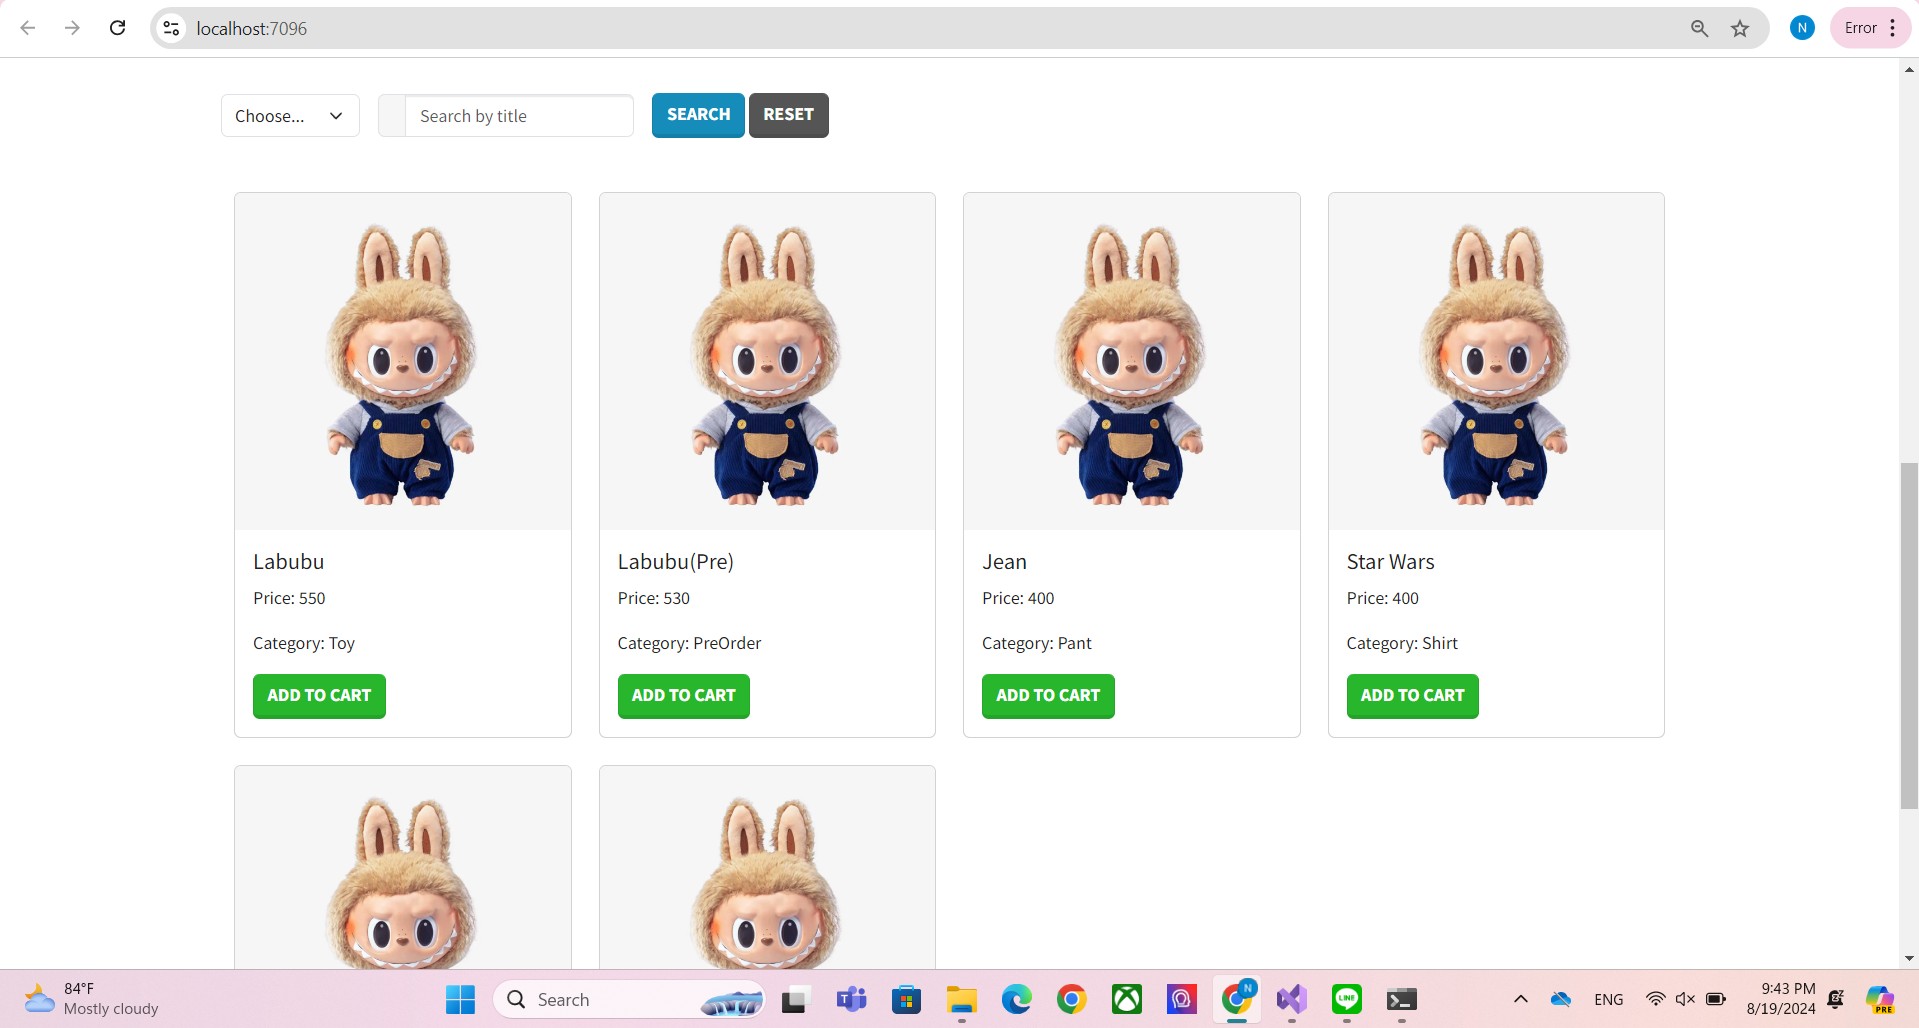 localhost:7096
N
Error
Choose...
Search by title
SEARCH
RESET
Labubu
Price: 550
Category: Toy
ADD TO CART
Labubu(Pre)
Price: 530
Category: PreOrder
ADD TO CART
Jean
Price: 400
Category: Pant
ADD TO CART
Star Wars
Price: 400
Category: Shirt
ADD TO CART
84°F
Mostly cloudy
Search
T
N
LINE
ENG
9:43 PM
8/19/2024
PRE